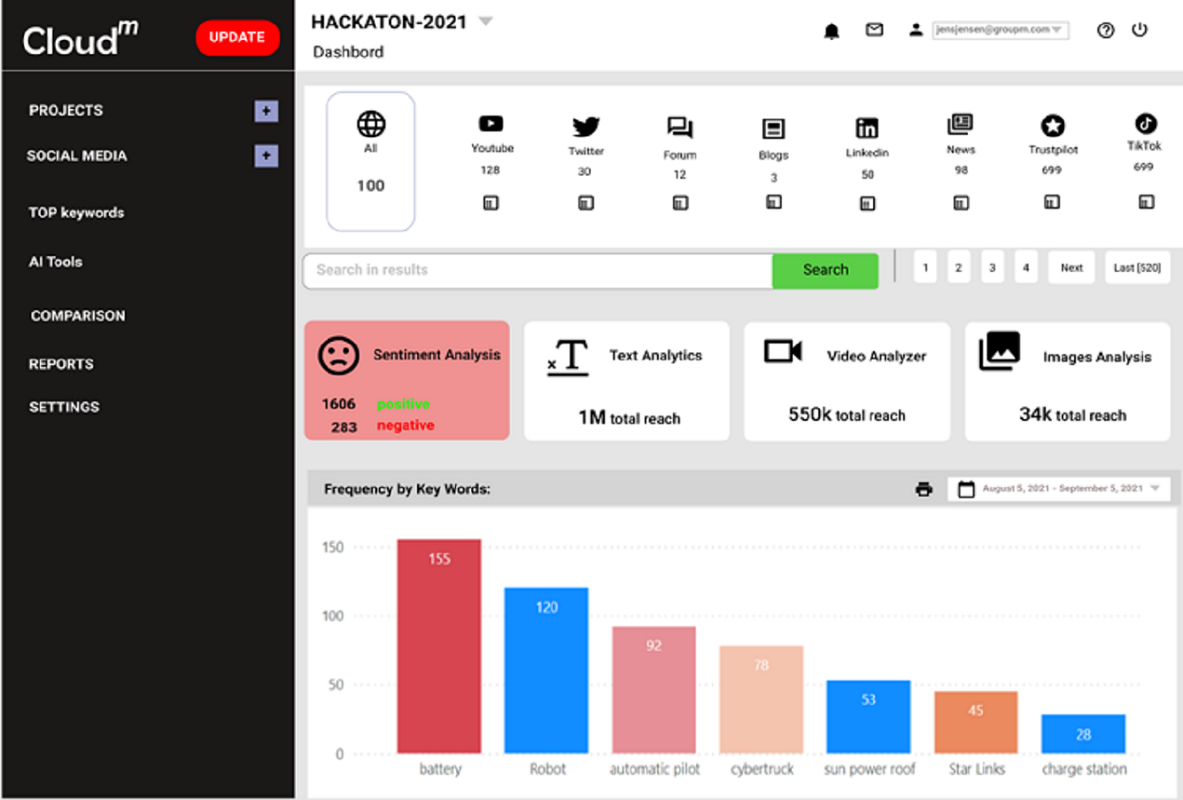 Cloudm
UPDATE
PROJECTS
+
SOCIAL MEDIA
+
TOP keywords
AI Tools
COMPARISON
REPORTS
SETTINGS
HACKATON-2021
Dashbord
jensjensen@groupm.com
All
100
Youtube
128
Twitter
30
Forum
12
Blogs
3
Linkedin
50
News
98
Trustpilot
699
TikTok
699
Search in results
Search
1
2
3
4
Next
Last [520]
Sentiment Analysis
1606 positive
283 negative
Text Analytics
1M total reach
Video Analyzer
550k total reach
Images Analysis
34k total reach
Frequency by Key Words:
August 5, 2021 - September 5, 2021
150
100
50
0
155
120
92
78
53
45
28
battery
Robot
automatic pilot
cybertruck
sun power roof
Star Links
charge station